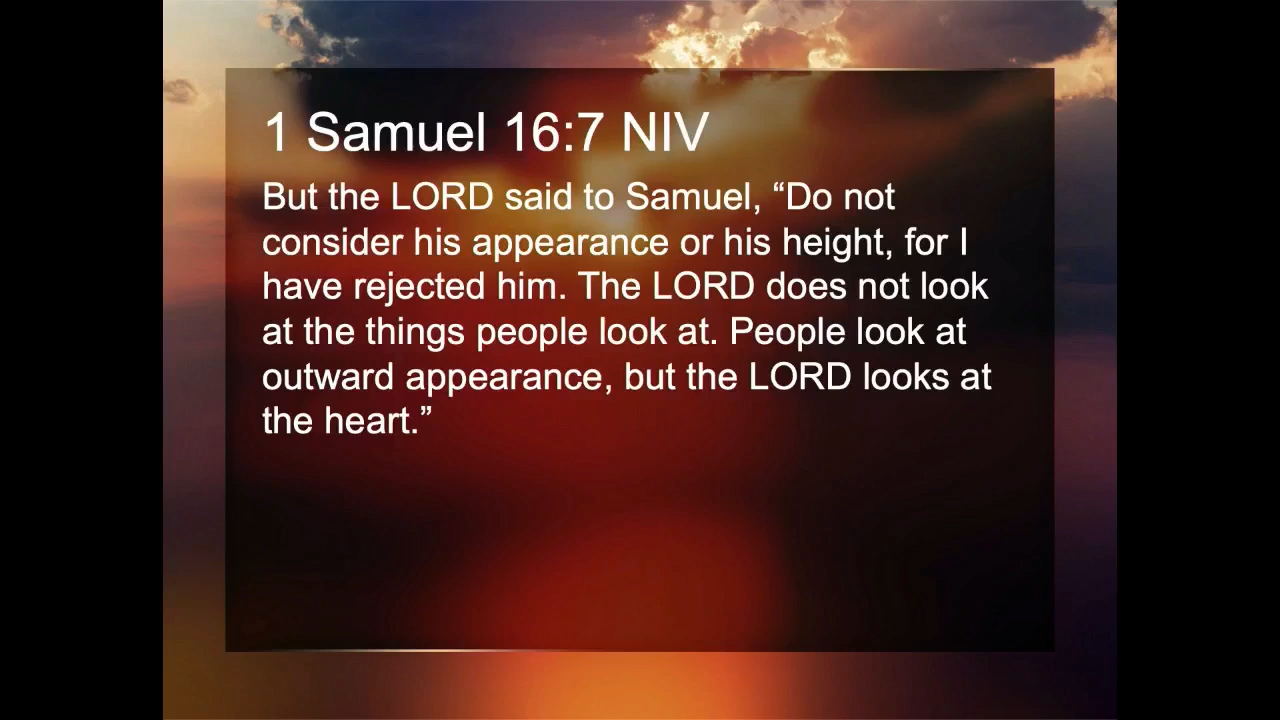 1 Samuel 16:7 NIV
But the LORD said to Samuel, “Do not
consider his appearance or his height, for I
have rejected him. The LORD does not look
at the things people look at. People look at
outward appearance, but the LORD looks at
the heart.”